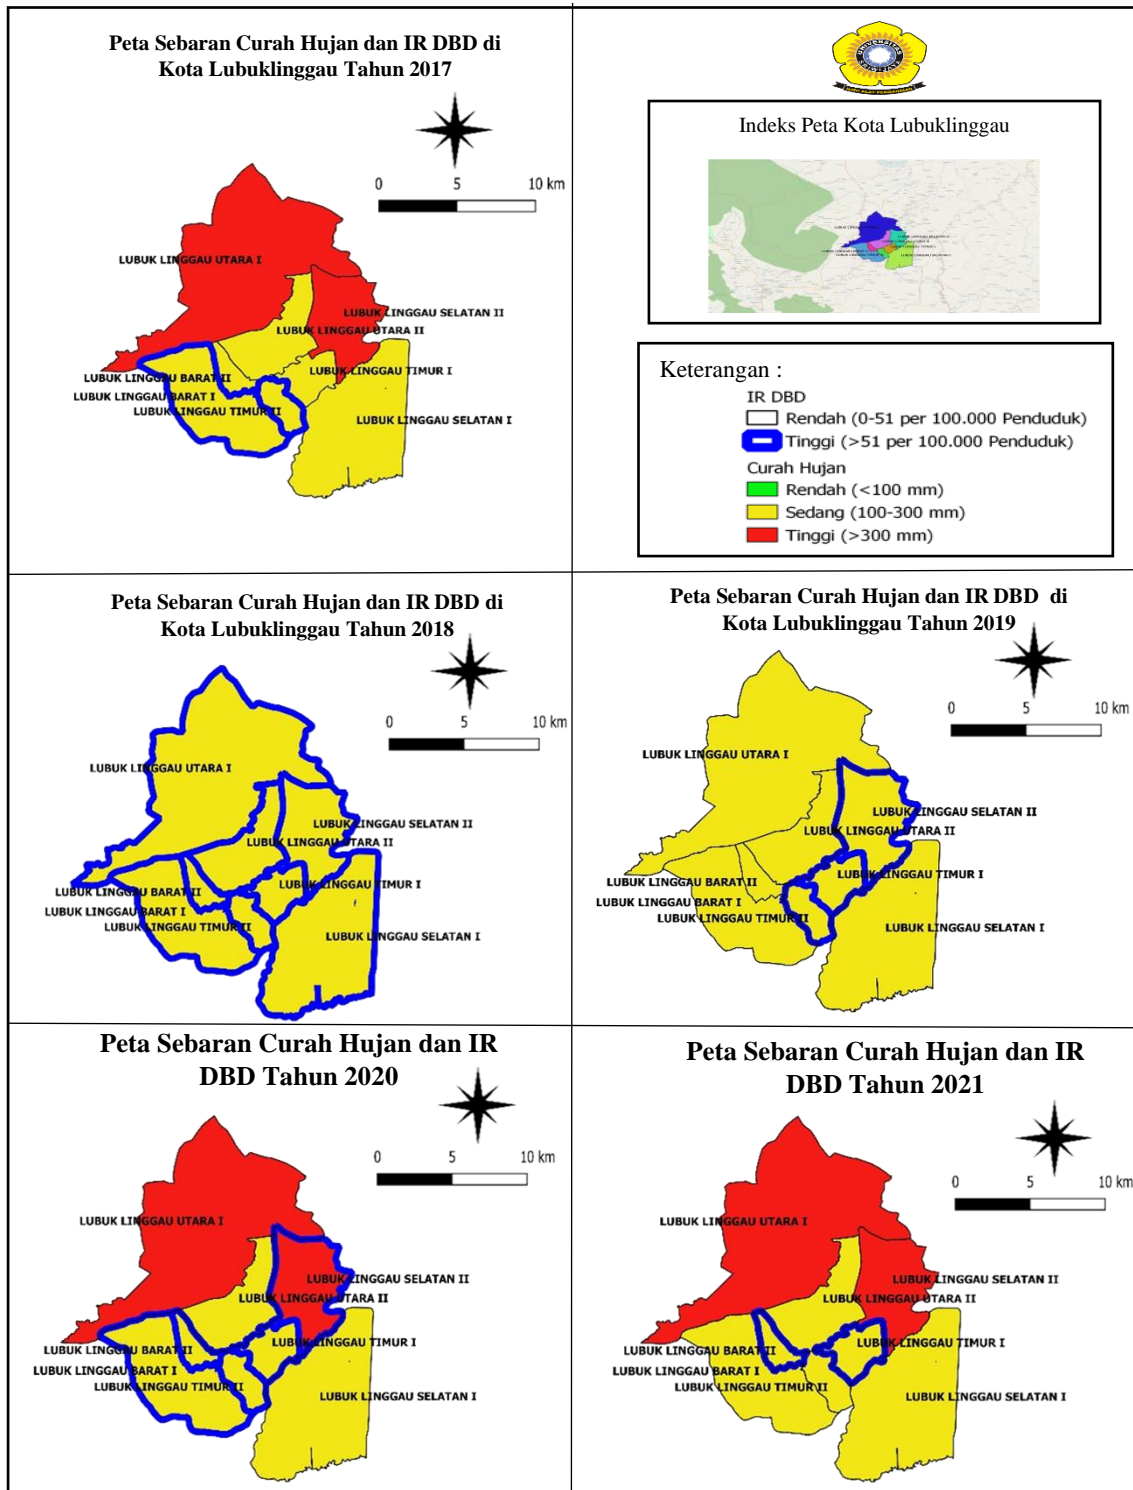 Peta Sebaran Curah Hujan dan IR DBD di
Kota Lubuklinggau Tahun 2017
0 5 10 km
LUBUK LINGGAU UTARA I
LUBUK LINGGAU SELATAN II
LUBUK LINGGAU UTARA II
LUBUK LINGGAU TIMUR I
LUBUK LINGGAU BARAT II
LUBUK LINGGAU BARAT I
LUBUK LINGGAU TIMUR II
LUBUK LINGGAU SELATAN I
UNIVERSITAS
SRIWIJAYA
ILMU ALAT PENGABDIAN
Indeks Peta Kota Lubuklinggau
Keterangan :
IR DBD
Rendah (0-51 per 100.000 Penduduk)
Tinggi (>51 per 100.000 Penduduk)
Curah Hujan
Rendah (<100 mm)
Sedang (100-300 mm)
Tinggi (>300 mm)
Peta Sebaran Curah Hujan dan IR DBD di
Kota Lubuklinggau Tahun 2018
0 5 10 km
LUBUK LINGGAU UTARA I
LUBUK LINGGAU SELATAN II
LUBUK LINGGAU UTARA II
LUBUK LINGGAU TIMUR I
LUBUK LINGGAU BARAT II
LUBUK LINGGAU BARAT I
LUBUK LINGGAU TIMUR II
LUBUK LINGGAU SELATAN I
Peta Sebaran Curah Hujan dan IR DBD di
Kota Lubuklinggau Tahun 2019
0 5 10 km
LUBUK LINGGAU UTARA I
LUBUK LINGGAU SELATAN II
LUBUK LINGGAU UTARA II
LUBUK LINGGAU TIMUR I
LUBUK LINGGAU BARAT II
LUBUK LINGGAU BARAT I
LUBUK LINGGAU TIMUR II
LUBUK LINGGAU SELATAN I
Peta Sebaran Curah Hujan dan IR
DBD Tahun 2020
0 5 10 km
LUBUK LINGGAU UTARA I
LUBUK LINGGAU SELATAN II
LUBUK LINGGAU UTARA II
LUBUK LINGGAU TIMUR I
LUBUK LINGGAU BARAT II
LUBUK LINGGAU BARAT I
LUBUK LINGGAU TIMUR II
LUBUK LINGGAU SELATAN I
Peta Sebaran Curah Hujan dan IR
DBD Tahun 2021
0 5 10 km
LUBUK LINGGAU UTARA I
LUBUK LINGGAU SELATAN II
LUBUK LINGGAU UTARA II
LUBUK LINGGAU TIMUR I
LUBUK LINGGAU BARAT II
LUBUK LINGGAU BARAT I
LUBUK LINGGAU TIMUR II
LUBUK LINGGAU SELATAN I